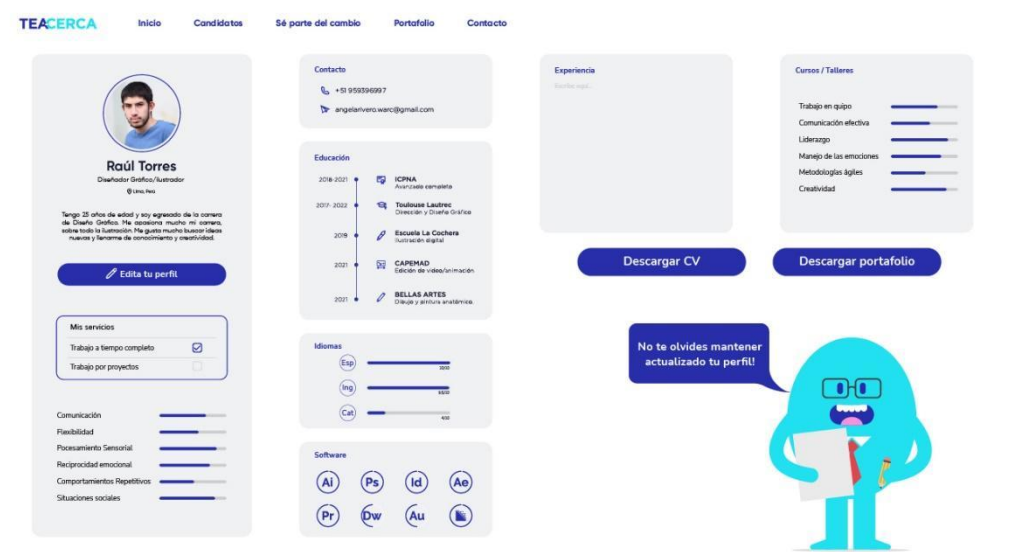 TEACERCA
Inicio
Candidatos
Sé parte del cambio
Portafolio
Contacto
Raúl Torres
Diseñador Gráfico/ilustrador
Lima, Perú
Tengo 25 años de edad y soy egresado de la carrera
de Diseño Gráfico. Me apasiona mucho mi carrera,
sobre todo la ilustración. Me gusta mucho buscar ideas
nuevas y llenarme de conocimiento y creatividad.
Edita tu perfil
Mis servicios
Trabajo a tiempo completo
Trabajo por proyectos
Comunicación
Flexibilidad
Pocesamiento Sensorial
Reciprocidad emocional
Comportamientos Repetitivos
Situaciones sociales
Contacto
+51 959396997
angelarivero.warc@gmail.com
Educación
2018-2021
ICPNA
Avanzado completo
2017- 2022
Toulouse Lautrec
Dirección y Diseño Gráfico
2019
Escuela La Cochera
Ilustración digital
2021
CAPEMAD
Edición de video/animación
2021
BELLAS ARTES
Dibujo y pintura anatómica.
Idiomas
Esp
10/10
Ing
Cat
4/10
Software
Ai
Ps
Id
Ae
Pr
Dw
Au
Experiencia
Escribe aquí...
Cursos / Talleres
Trabajo en quipo
Comunicación efectiva
Liderazgo
Manejo de las emociones
Metodologías ágiles
Creatividad
Descargar CV
Descargar portafolio
No te olvides mantener
actualizado tu perfil!